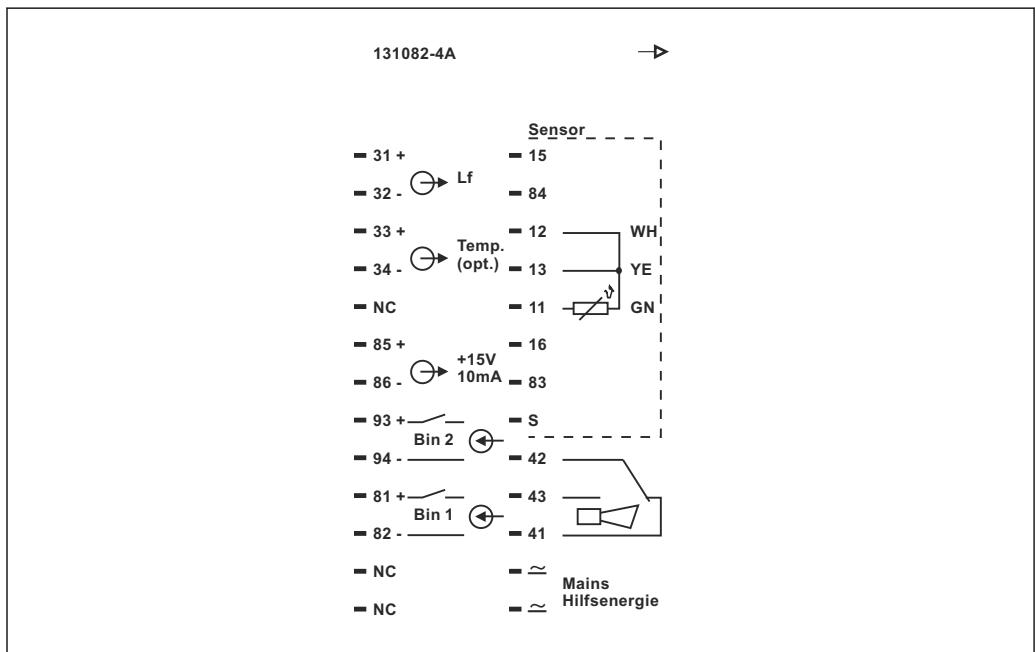 131082-4A
Sensor
31 +
32 -
Lf
33 +
34 -
Temp.
(opt.)
NC
85 +
86 -
+15V
10mA
93 +
94 -
Bin 2
81 +
82 -
Bin 1
NC
NC
15
84
12
WH
13
YE
11
GN
16
83
S
42
43
41
Mains
Hilfsenergie